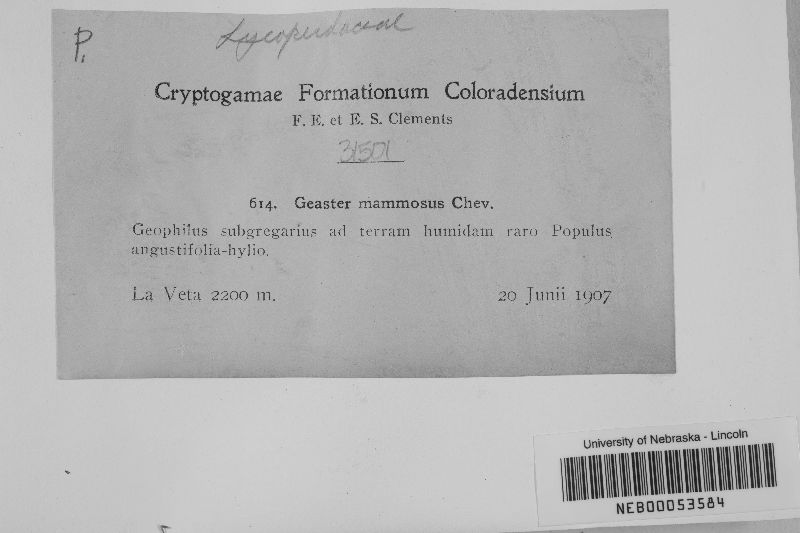 P.
Lycoperdaceae
Cryptogamae Formationum Coloradensium
F. E. et E. S. Clements
31501
614. Geaster mammosus Chev.
Geophilus subgregarius ad terram humidam raro Populus
angustifolia-hylio.
La Veta 2200 m. 20 Junii 1907
University of Nebraska - Lincoln
NEB00053584